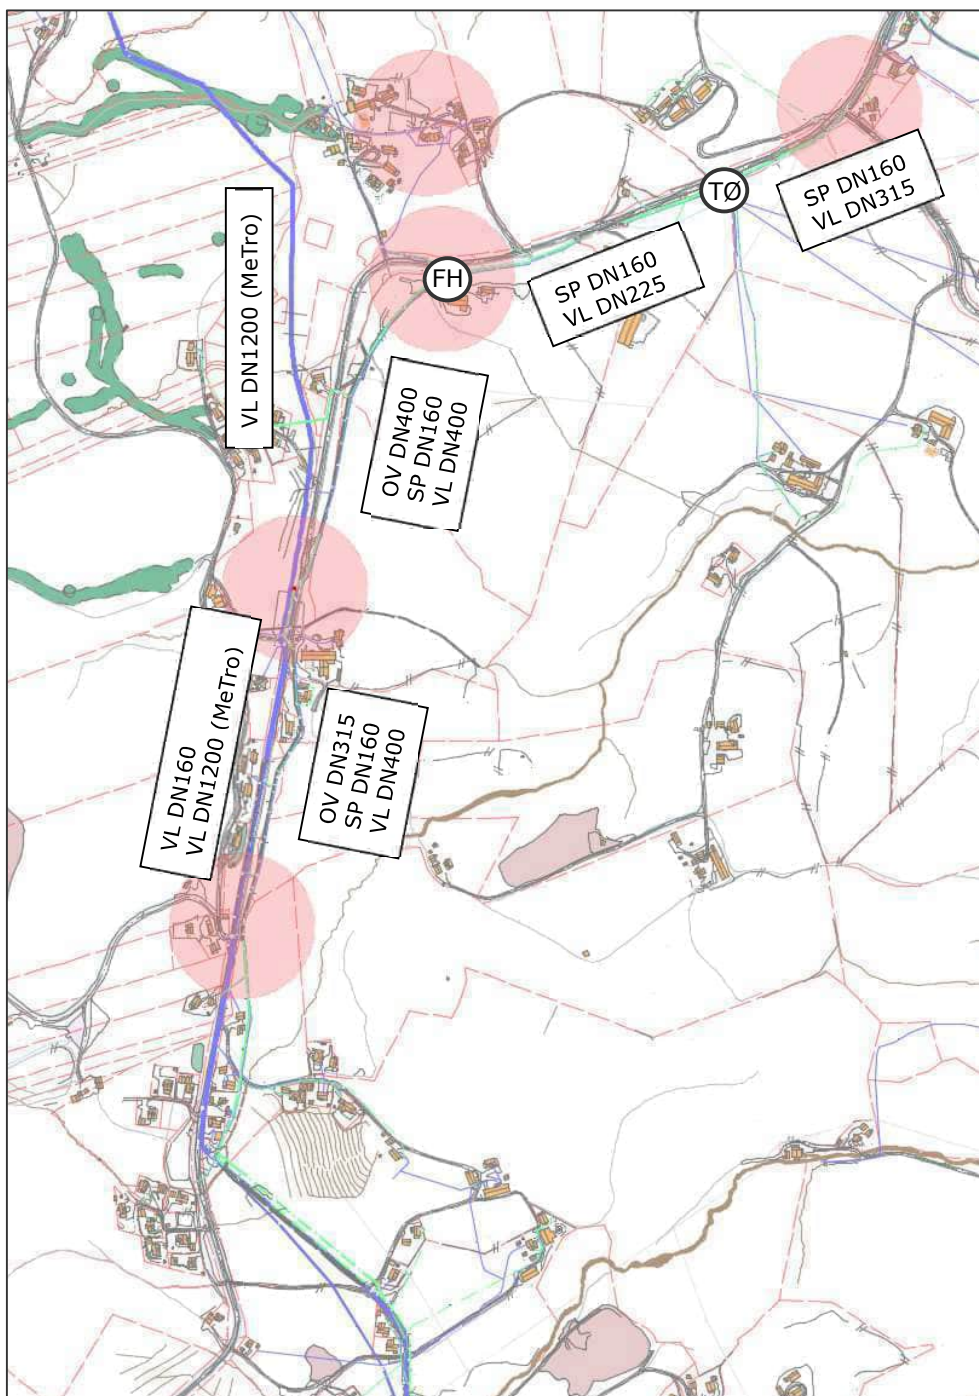 SP DN160
VL DN315
TØ
VL DN1200 (MeTro)
FH
SP DN160
VL DN225
OV DN400
SP DN160
VL DN400
VL DN160
VL DN1200 (MeTro)
OV DN315
SP DN160
VL DN400